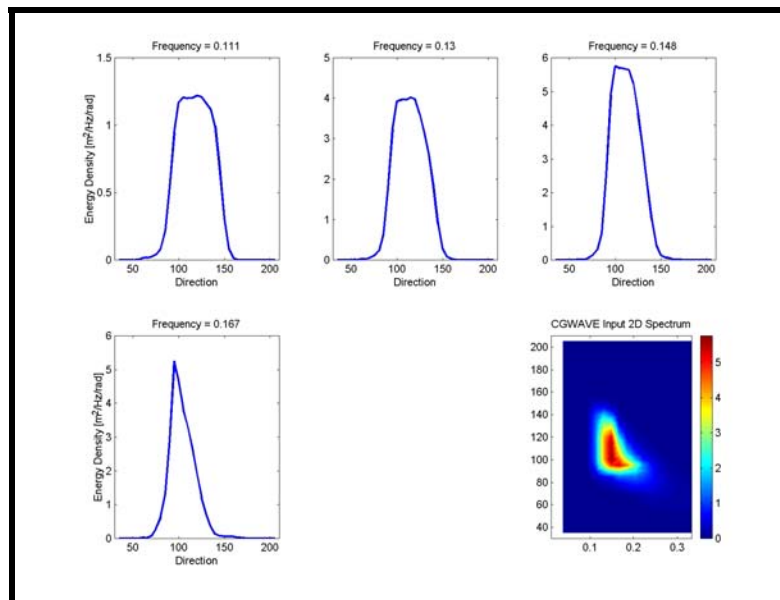 Frequency = 0.111
Energy Density [m²/Hz/rad]
1.5
1
0.5
0
50 100 150 200
Direction
Frequency = 0.13
5
4
3
2
1
0
50 100 150 200
Direction
Frequency = 0.148
6
5
4
3
2
1
0
50 100 150 200
Direction
Frequency = 0.167
Energy Density [m²/Hz/rad]
6
5
4
3
2
1
0
50 100 150 200
Direction
CGWAVE Input 2D Spectrum
200
180
160
140
120
100
80
60
40
0.1 0.2 0.3
5
4
3
2
1
0